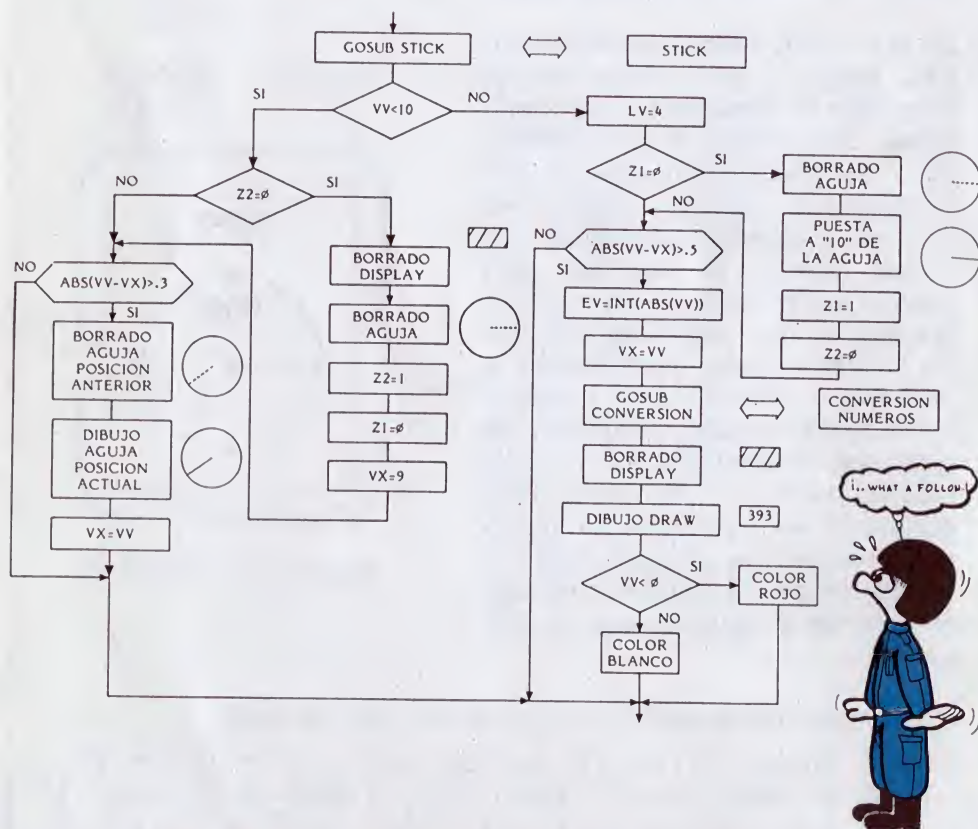 GOSUB STICK
STICK
SI
VV<10
NO
LV=4
Z1=ø
SI
NO
BORRADO
AGUJA
PUESTA
A "10" DE
LA AGUJA
Z1=1
Z2=ø
NO
Z2=ø
SI
BORRADO
DISPLAY
BORRADO
AGUJA
Z2=1
Z1=ø
VX=9
NO
ABS(VV-VX)>.3
SI
BORRADO
AGUJA
POSICION
ANTERIOR
DIBUJO
AGUJA
POSICION
ACTUAL
VX=VV
NO
ABS(VV-VX)>.5
SI
EV=INT(ABS(VV))
VX=VV
GOSUB
CONVERSION
CONVERSION
NUMEROS
BORRADO
DISPLAY
DIBUJO DRAW
393
VV<ø
SI
COLOR
ROJO
NO
COLOR
BLANCO
¡..WHAT A FOLLON!